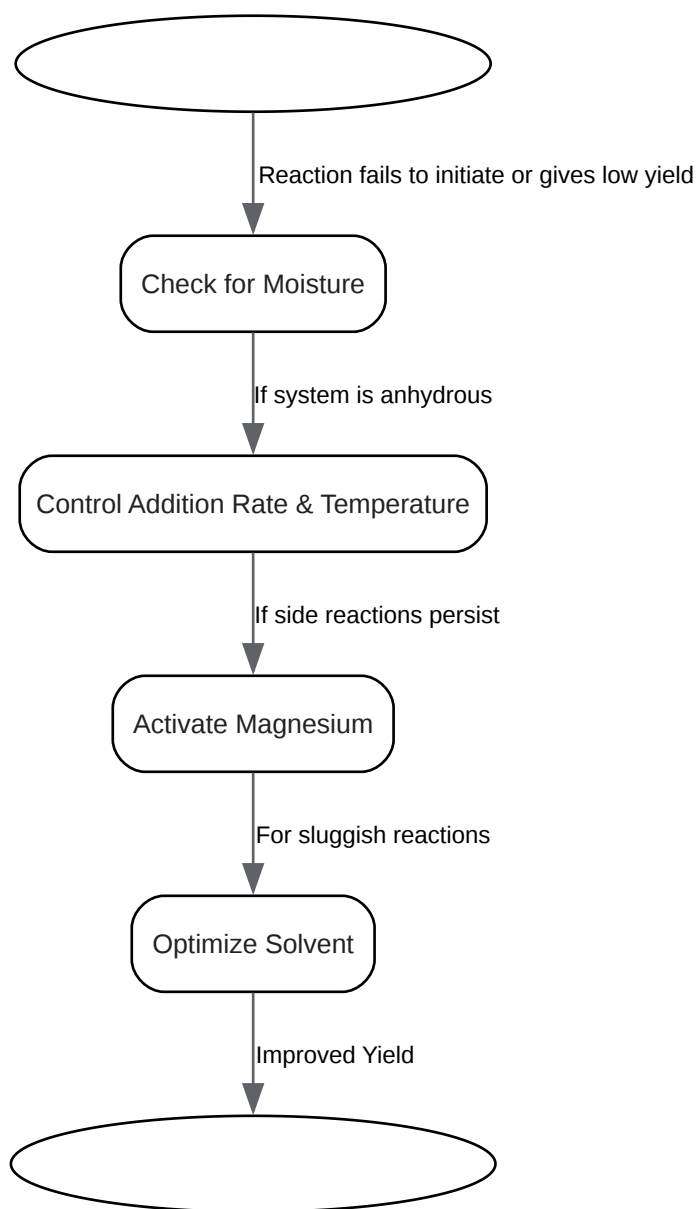 Reaction fails to initiate or gives low yield
Check for Moisture
If system is anhydrous
Control Addition Rate & Temperature
If side reactions persist
Activate Magnesium
For sluggish reactions
Optimize Solvent
Improved Yield